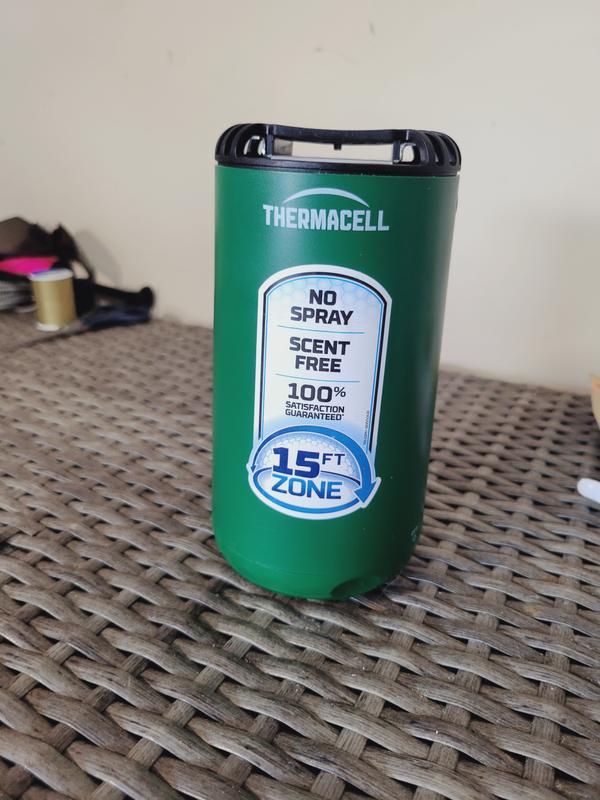 THERMACELL
NO
SPRAY
SCENT
FREE
100%
SATISFACTION
GUARANTEED*
15FT
ZONE